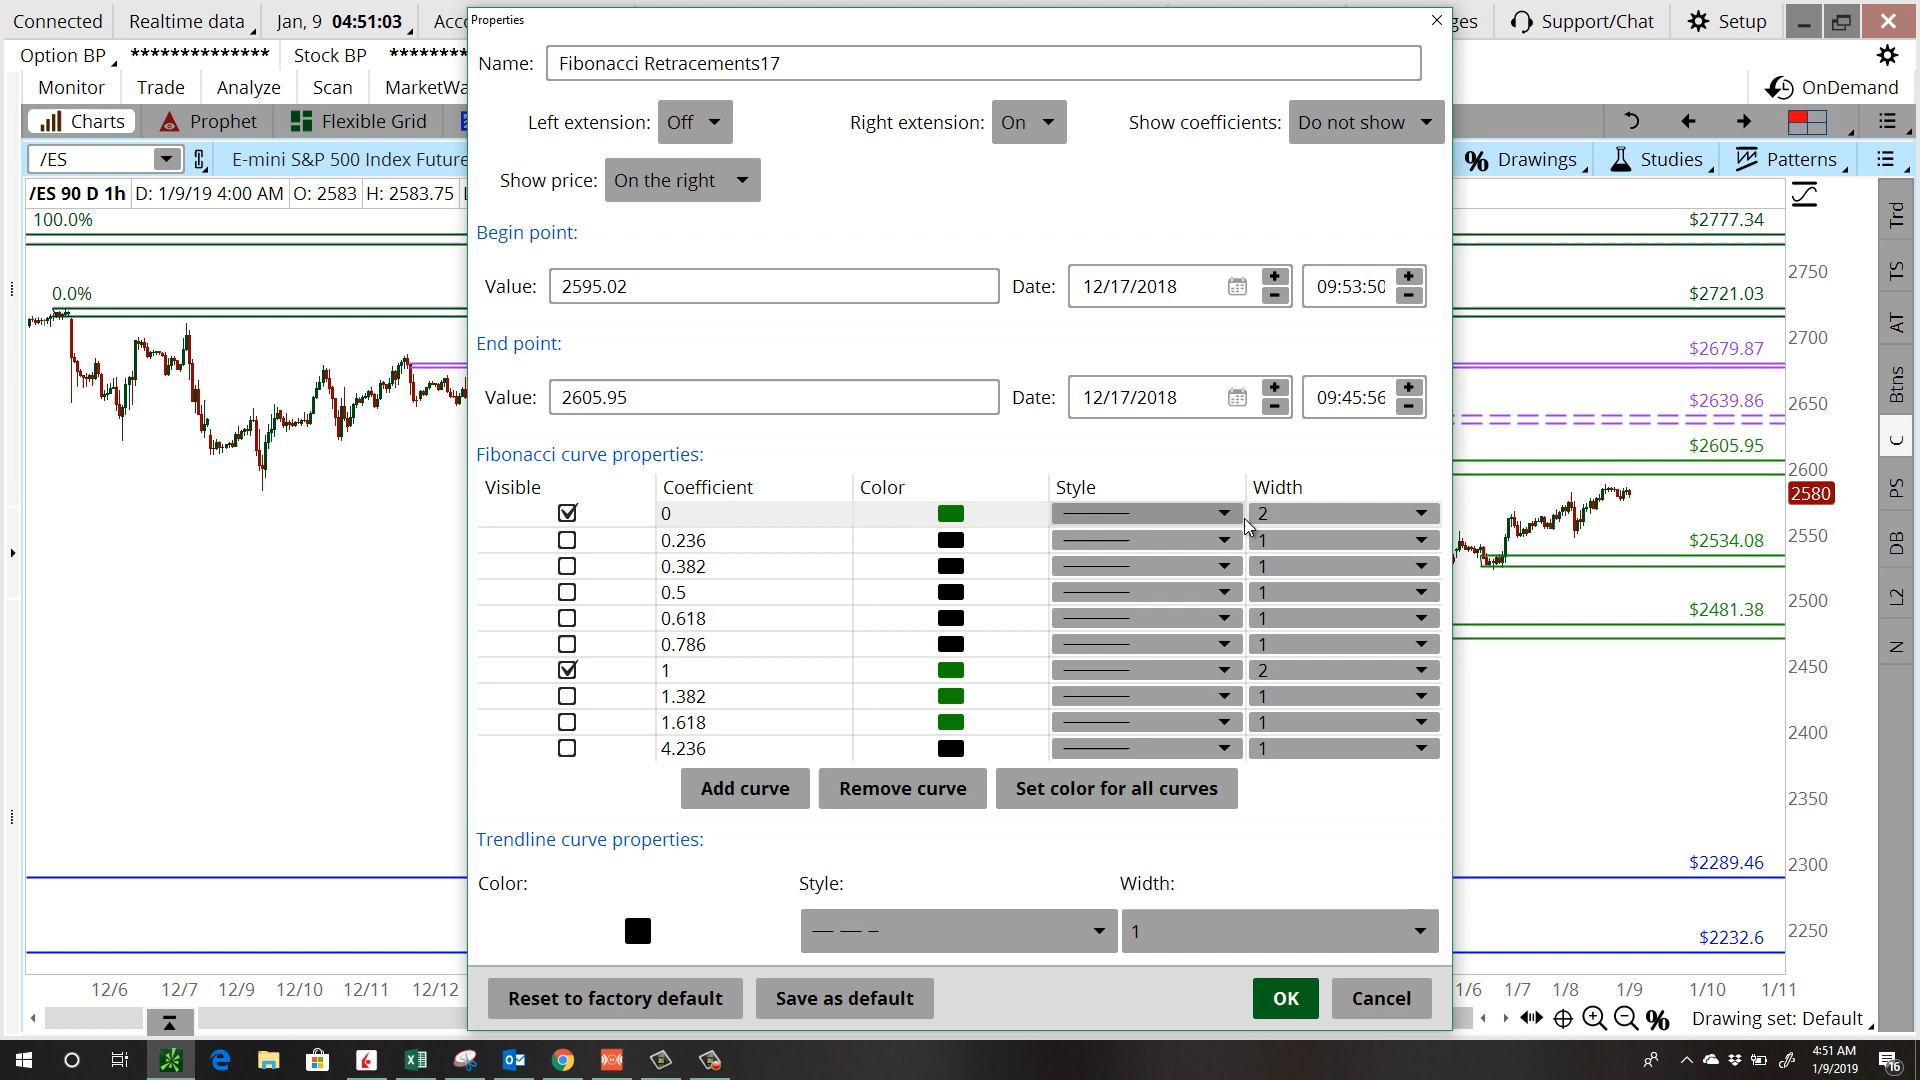 Connected Realtime data Jan, 9 04:51:03 Acco ges Support/Chat Setup
Properties
Option BP ************** Stock BP *******
Name: Fibonacci Retracements17
Monitor Trade Analyze Scan MarketWa OnDemand
Left extension: Off Right extension: On Show coefficients: Do not show
Charts Prophet Flexible Grid
/ES E-mini S&P 500 Index Future % Drawings Studies Patterns
Show price: On the right
/ES 90 D 1h D: 1/9/19 4:00 AM O: 2583 H: 2583.75 L
100.0% $2777.34
Begin point:
2750
0.0% $2721.03
Value: 2595.02 Date: 12/17/2018 09:53:50
2700
End point:
$2679.87
Value: 2605.95 Date: 12/17/2018 09:45:56
$2639.86 2650
$2605.95
Fibonacci curve properties:
2600
Visible Coefficient Color Style Width
2580
0 2
0.236 1
$2534.08 2550
0.382 1
0.5 1
2500
0.618 1
$2481.38
0.786 1
1 2
2450
1.382 1
1.618 1
4.236 1
2400
Add curve Remove curve Set color for all curves
2350
Trendline curve properties:
$2289.46 2300
Color: Style: Width:
1
$2232.6 2250
12/6 12/7 12/9 12/10 12/11 12/12 1/6 1/7 1/8 1/9 1/10 1/11
Reset to factory default Save as default OK Cancel
% Drawing set: Default
Trd
TS
AT
Btns
C
PS
DB
L2
N
4:51 AM
1/9/2019
16